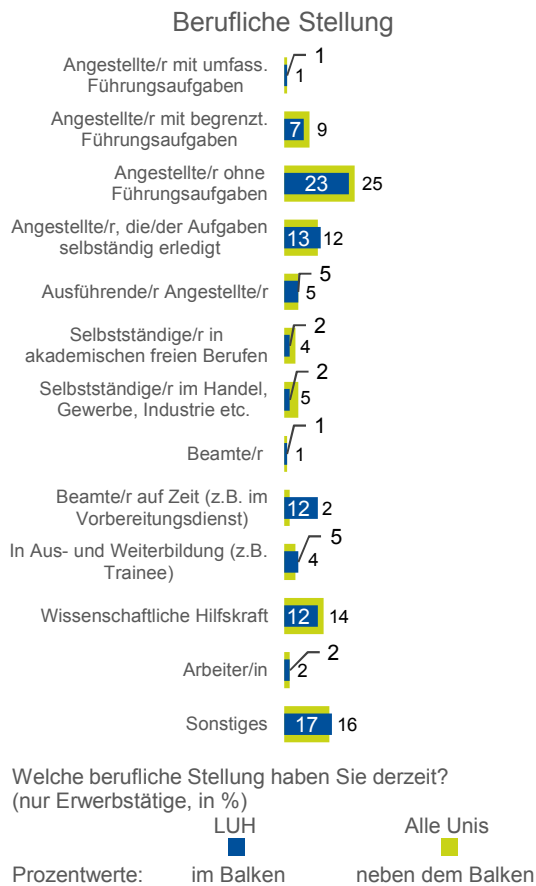 Berufliche Stellung
Angestellte/r mit umfass.
Führungsaufgaben
1
1
Angestellte/r mit begrenzt.
Führungsaufgaben
7 9
Angestellte/r ohne
Führungsaufgaben
23 25
Angestellte/r, die/der Aufgaben
selbständig erledigt
13 12
Ausführende/r Angestellte/r
5
5
Selbstständige/r in
akademischen freien Berufen
2
4
Selbstständige/r im Handel,
Gewerbe, Industrie etc.
2
5
Beamte/r
1
1
Beamte/r auf Zeit (z.B. im
Vorbereitungsdienst)
12 2
In Aus- und Weiterbildung (z.B.
Trainee)
5
4
Wissenschaftliche Hilfskraft
12 14
Arbeiter/in
2
2
Sonstiges
17 16
Welche berufliche Stellung haben Sie derzeit?
(nur Erwerbstätige, in %)
LUH Alle Unis
Prozentwerte: im Balken neben dem Balken